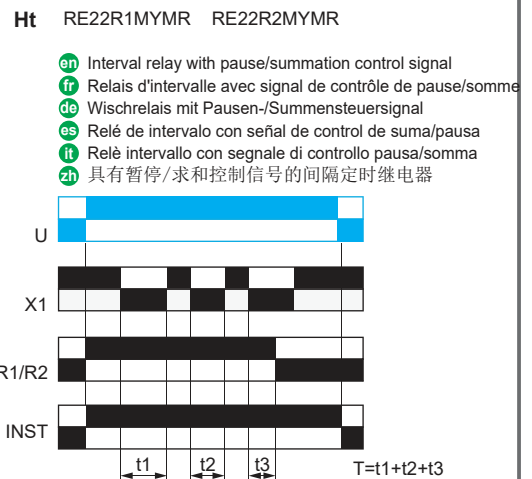 Ht RE22R1MYMR RE22R2MYMR
en Interval relay with pause/summation control signal
fr Relais d'intervalle avec signal de contrôle de pause/somme
de Wischrelais mit Pausen-/Summensteuersignal
es Relé de intervalo con señal de control de suma/pausa
it Relè intervallo con segnale di controllo pausa/somma
zh 具有暂停/求和控制信号的间隔定时继电器
U
X1
R1/R2
INST
t1 t2 t3 T=t1+t2+t3